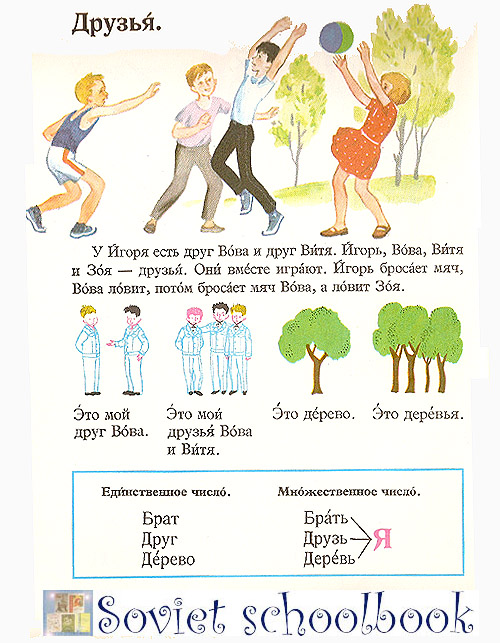 Друзья́.
У И́горя есть друг Во́ва и друг Ви́тя. И́горь, Во́ва, Ви́тя
и Зо́я — друзья́. Они́ вме́сте игра́ют. И́горь броса́ет мяч,
Во́ва ло́вит, пото́м броса́ет мяч Во́ва, а ло́вит Зо́я.
Э́то мой
друг Во́ва.
Э́то мои́
друзья́ Во́ва
и Ви́тя.
Э́то де́рево.
Э́то дере́вья.
Еди́нственное число́.
Брат
Друг
Де́рево
Мно́жественное число́.
Бра́ть
Друзь
Дере́вь
Я
Soviet schoolbook